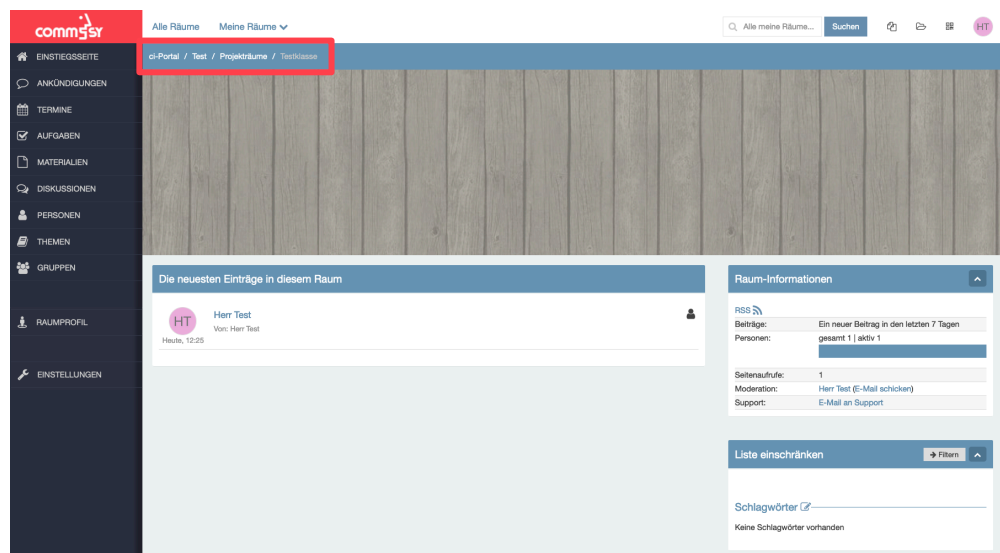 commSSY
Alle Räume Meine Räume
Alle meine Räume... Suchen HT
EINSTIEGSSEITE
ANKÜNDIGUNGEN
TERMINE
AUFGABEN
MATERIALIEN
DISKUSSIONEN
PERSONEN
THEMEN
GRUPPEN
RAUMPROFIL
EINSTELLUNGEN
ci-Portal / Test / Projekträume / Testklasse
Die neuesten Einträge in diesem Raum
HT Herr Test
Von: Herr Test
Heute, 12:25
Raum-Informationen
RSS
Beiträge: Ein neuer Beitrag in den letzten 7 Tagen
Personen: gesamt 1 | aktiv 1
Seitenaufrufe: 1
Moderation: Herr Test (E-Mail schicken)
Support: E-Mail an Support
Liste einschränken Filtern
Schlagwörter
Keine Schlagwörter vorhanden